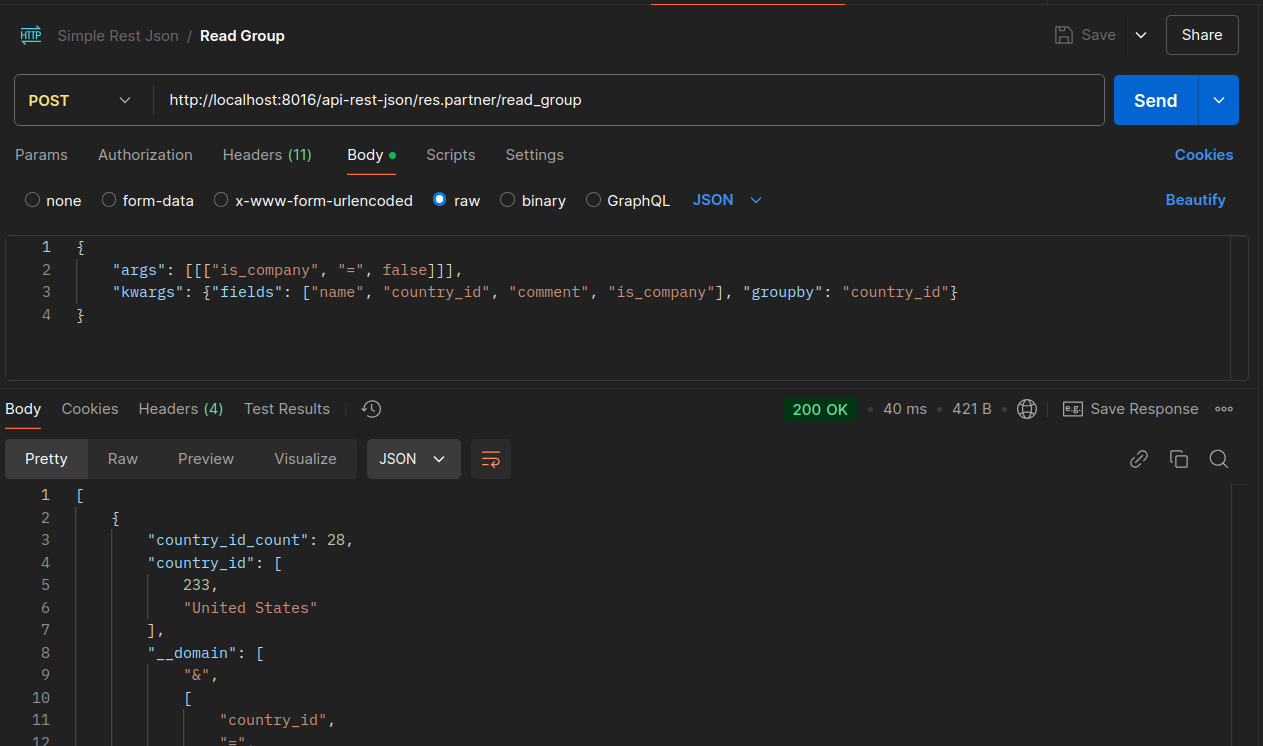 HTTP Simple Rest Json / Read Group Save Share
POST http://localhost:8016/api-rest-json/res.partner/read_group Send
Params Authorization Headers (11) Body Scripts Settings Cookies
none form-data x-www-form-urlencoded raw binary GraphQL JSON Beautify
1 {
2 "args": [[["is_company", "=", false]]],
3 "kwargs": {"fields": ["name", "country_id", "comment", "is_company"], "groupby": "country_id"}
4 }
Body Cookies Headers (4) Test Results 200 OK 40 ms 421 B e.g. Save Response
Pretty Raw Preview Visualize JSON
1 [
2 {
3 "country_id_count": 28,
4 "country_id": [
5 233,
6 "United States"
7 ],
8 "__domain": [
9 "&",
10 [
11 "country_id",
12 "=",